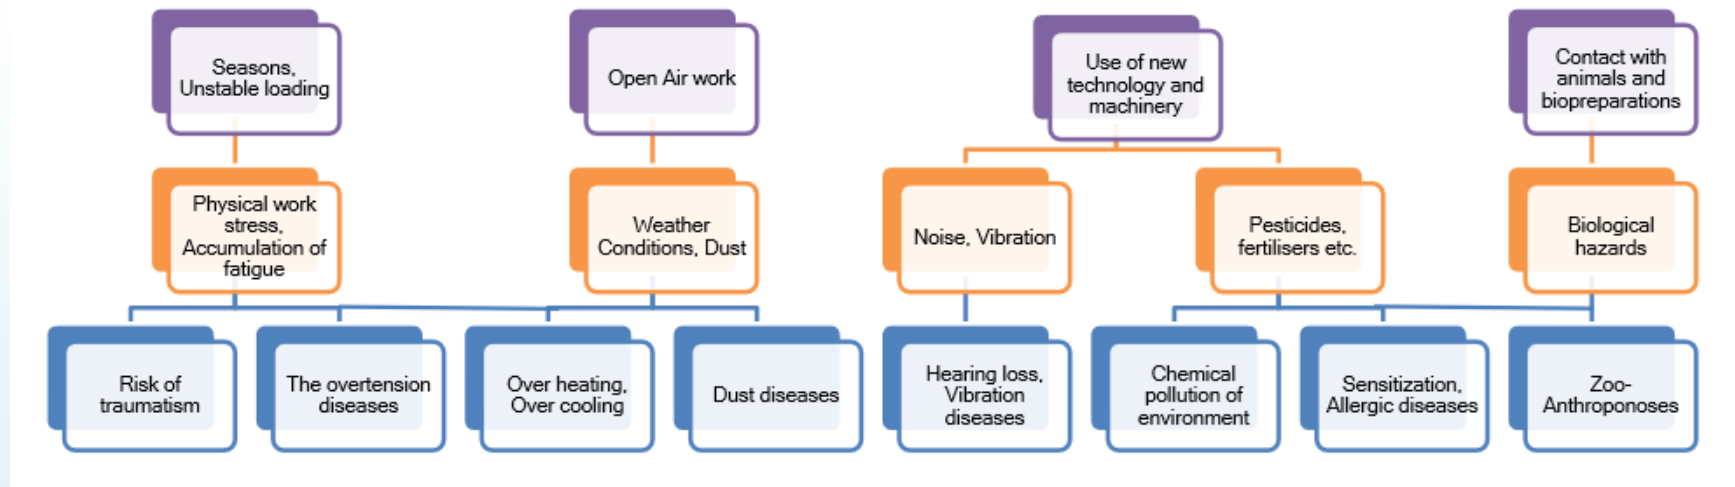 Seasons,
Unstable loading
Open Air work
Use of new
technology and
machinery
Contact with
animals and
biopreparations
Physical work
stress,
Accumulation of
fatigue
Weather
Conditions, Dust
Noise, Vibration
Pesticides,
fertilisers etc.
Biological
hazards
Risk of
traumatism
The overtension
diseases
Over heating,
Over cooling
Dust diseases
Hearing loss,
Vibration
diseases
Chemical
pollution of
environment
Sensitization,
Allergic diseases
Zoo-
Anthroponoses